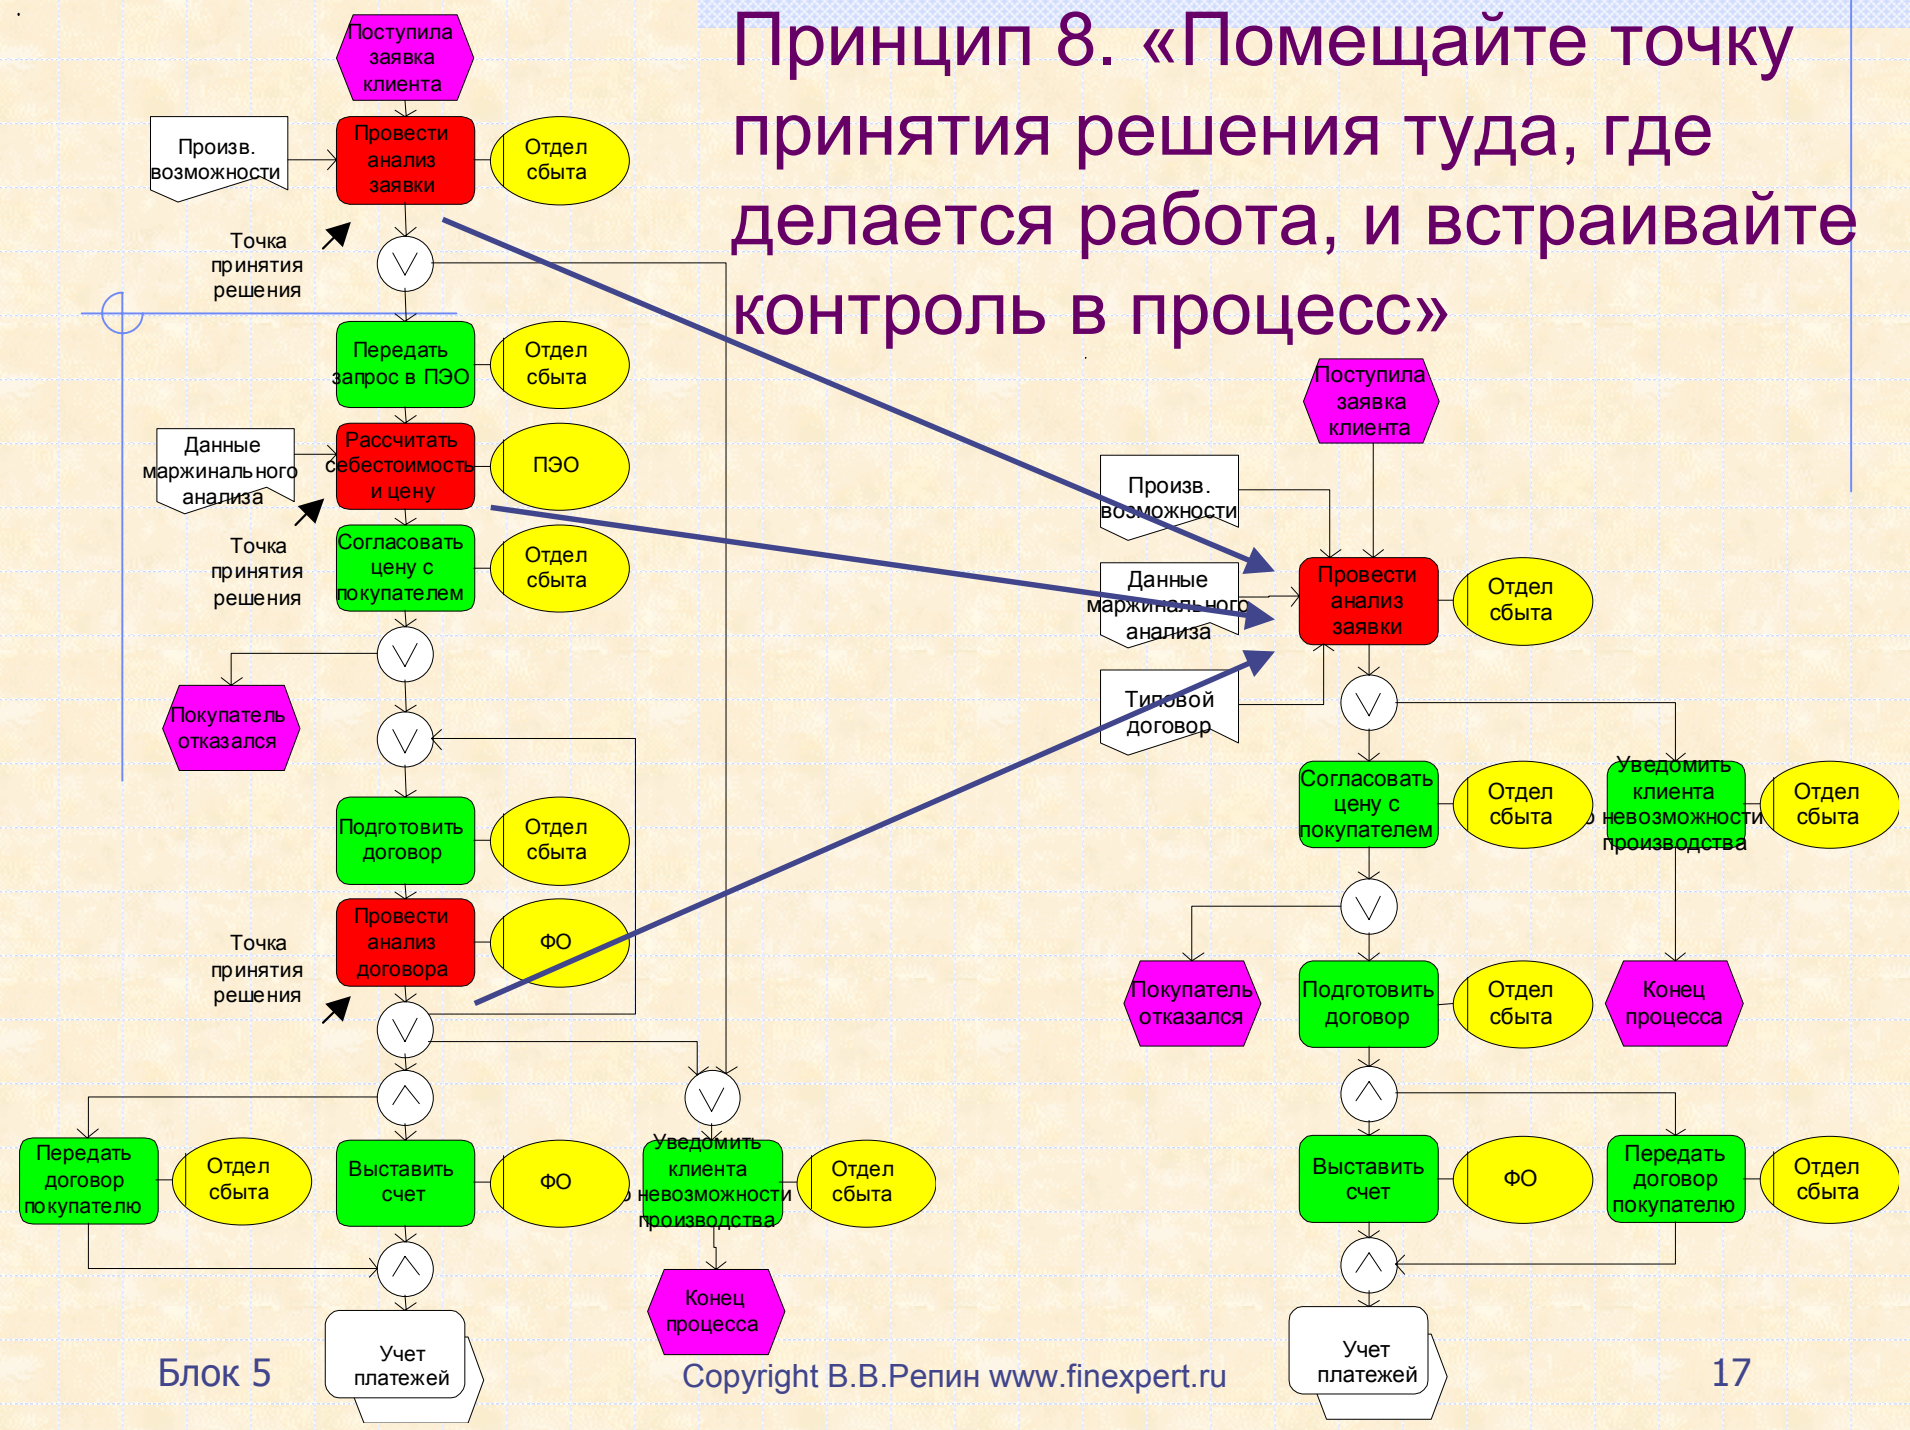 Принцип 8. «Помещайте точку
принятия решения туда, где
делается работа, и встраивайте
контроль в процесс»
Поступила
заявка
клиента
Произв.
возможности
Провести
анализ
заявки
Отдел
сбыта
Точка
принятия
решения
Передать
запрос в ПЭО
Отдел
сбыта
Данные
маржинального
анализа
Рассчитать
себестоимость
и цену
ПЭО
Точка
принятия
решения
Согласовать
цену с
покупателем
Отдел
сбыта
Покупатель
отказался
Подготовить
договор
Отдел
сбыта
Точка
принятия
решения
Провести
анализ
договора
ФО
Передать
договор
покупателю
Отдел
сбыта
Выставить
счет
ФО
Уведомить
клиента
о невозможности
производства
Отдел
сбыта
Конец
процесса
Учет
платежей
Поступила
заявка
клиента
Произв.
возможности
Данные
маржинального
анализа
Типовой
договор
Провести
анализ
заявки
Отдел
сбыта
Согласовать
цену с
покупателем
Отдел
сбыта
Уведомить
клиента
о невозможности
производства
Отдел
сбыта
Покупатель
отказался
Подготовить
договор
Отдел
сбыта
Конец
процесса
Выставить
счет
ФО
Передать
договор
покупателю
Отдел
сбыта
Учет
платежей
Блок 5
Copyright В.В.Репин www.finexpert.ru
17